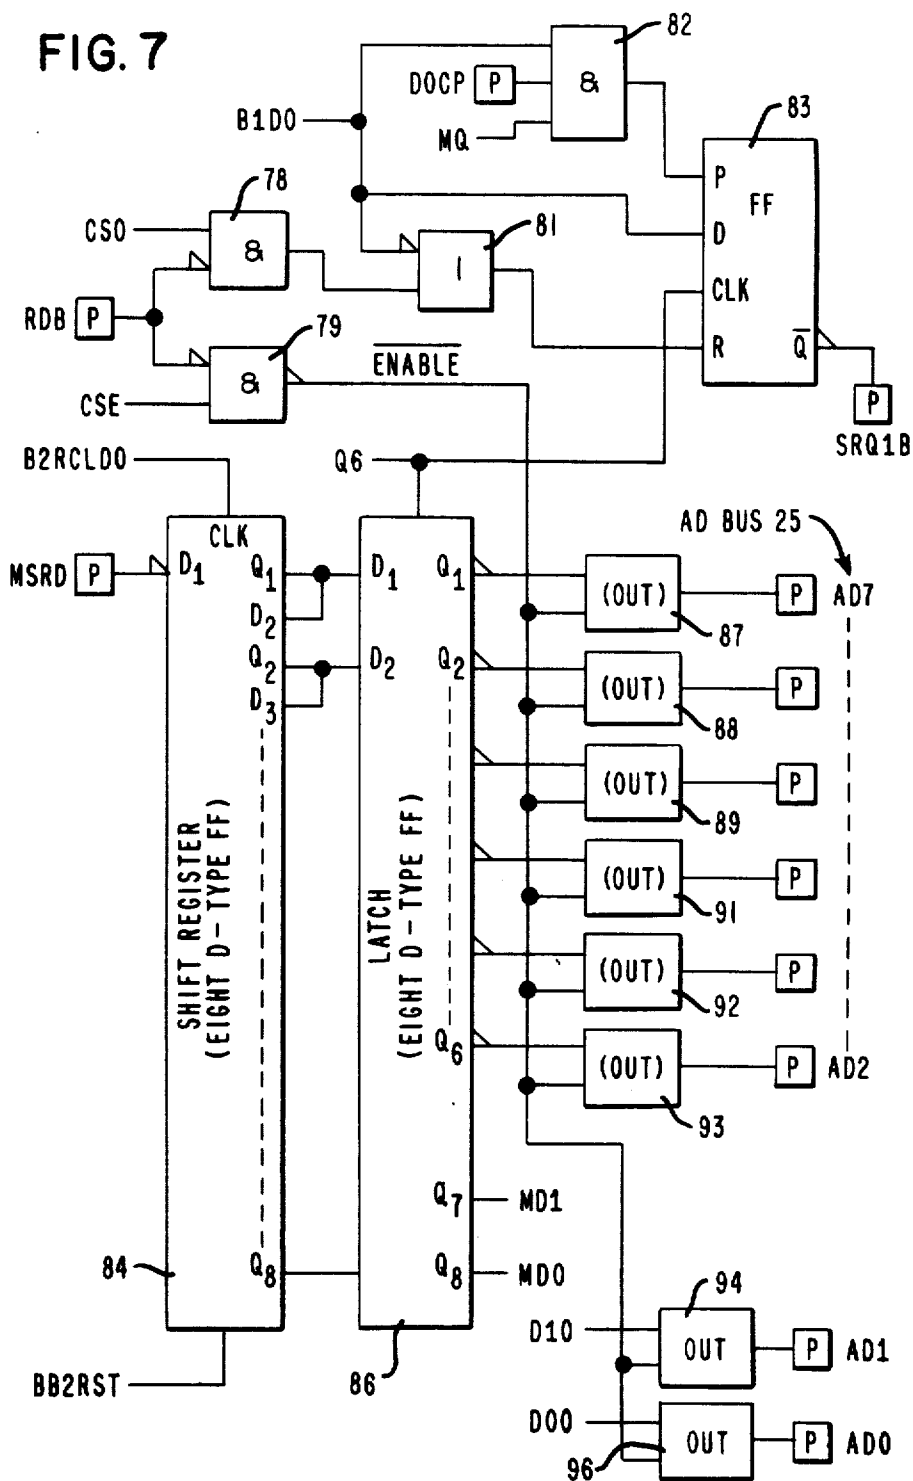 FIG. 7
82
DOCP P
&
B1D0
MQ
83
P
FF
D
CLK
R
Q
78
CS0
&
81
1
RDB P
79
ENABLE
&
CSE
P
SRQ1B
B2RCLD0
Q6
CLK
AD BUS 25
MSRD P D1 Q1 D1 Q1 (OUT) P AD7
D2
87
Q2 D2 Q2 (OUT) P
D3
88
(OUT) P
89
(OUT) P
91
(OUT) P
92
Q6 (OUT) P AD2
93
SHIFT REGISTER
(EIGHT D-TYPE FF)
LATCH
(EIGHT D-TYPE FF)
Q7 MD1
84 Q8 Q8 MD0
94
D10 OUT P AD1
BB2RST
86
D00 OUT P AD0
96